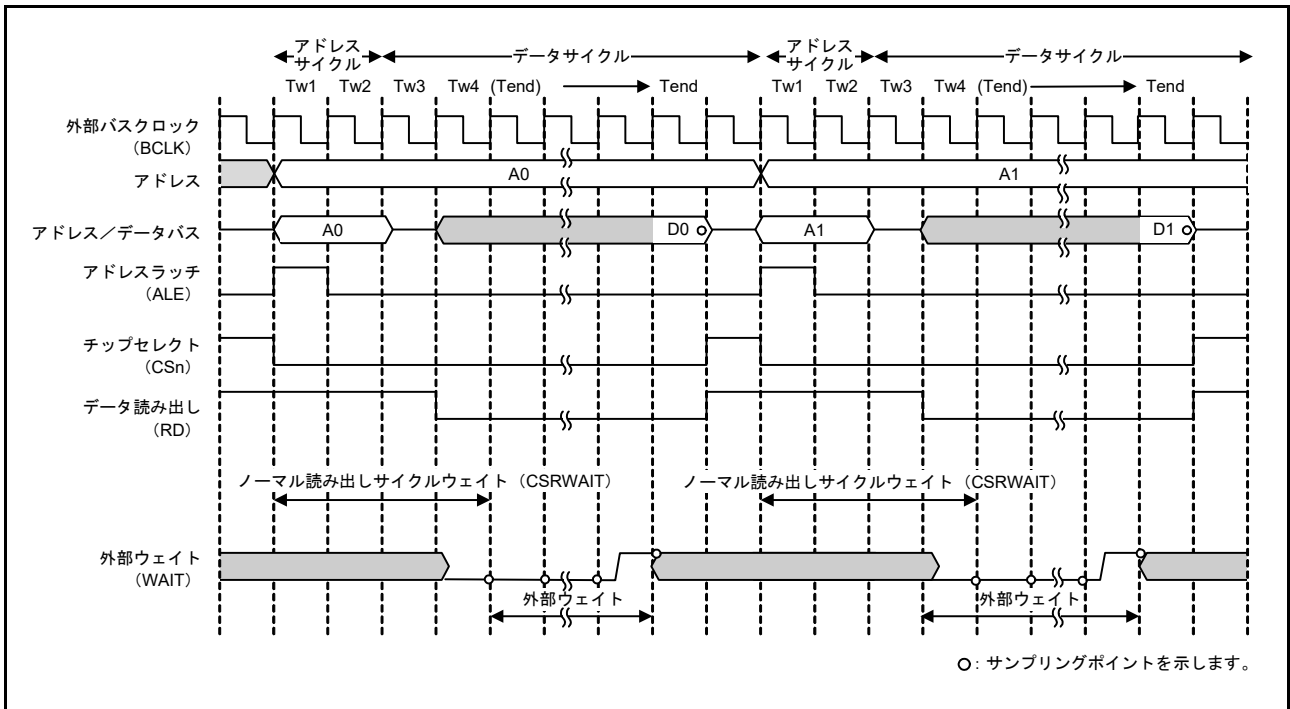 アドレス
サイクル
データサイクル
アドレス
サイクル
データサイクル
Tw1 Tw2 Tw3 Tw4 (Tend) Tend Tw1 Tw2 Tw3 Tw4 (Tend) Tend
外部バスクロック
（BCLK）
アドレス
A0
A1
アドレス／データバス
A0
D0
A1
D1
アドレスラッチ
（ALE）
チップセレクト
（CSn）
データ読み出し
（RD）
ノーマル読み出しサイクルウェイト（CSRWAIT）
ノーマル読み出しサイクルウェイト（CSRWAIT）
外部ウェイト
（WAIT）
外部ウェイト
外部ウェイト
：サンプリングポイントを示します。